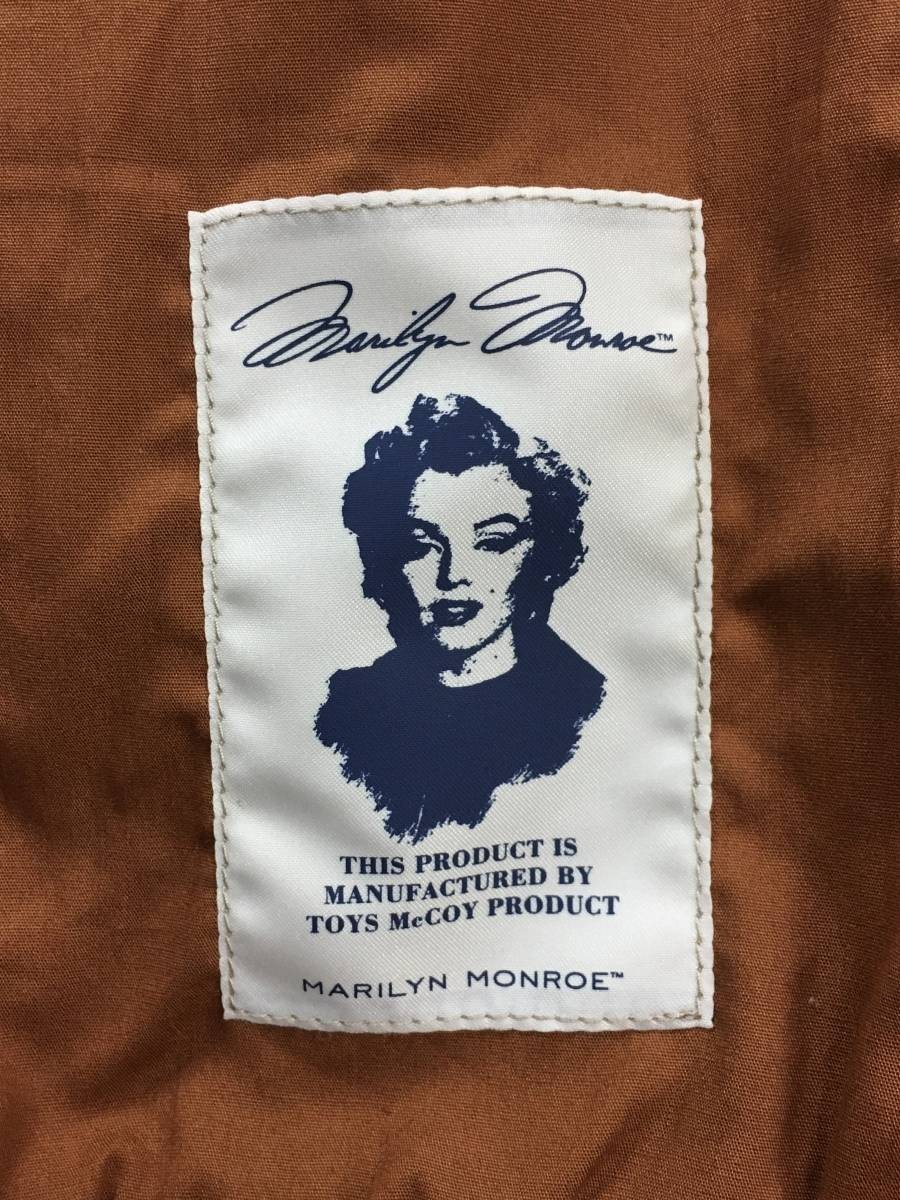 Marilyn Monroe™
THIS PRODUCT IS
MANUFACTURED BY
TOYS McCOY PRODUCT
MARILYN MONROE™